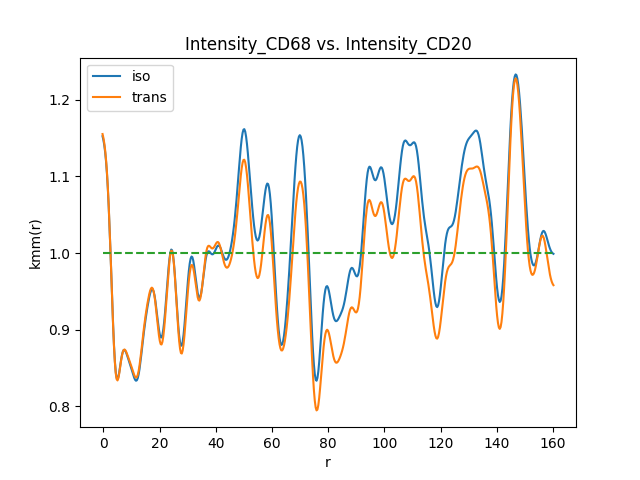 Intensity_CD68 vs. Intensity_CD20
iso
trans
1.2
1.1
1.0
0.9
0.8
kmm(r)
0 20 40 60 80 100 120 140 160
r